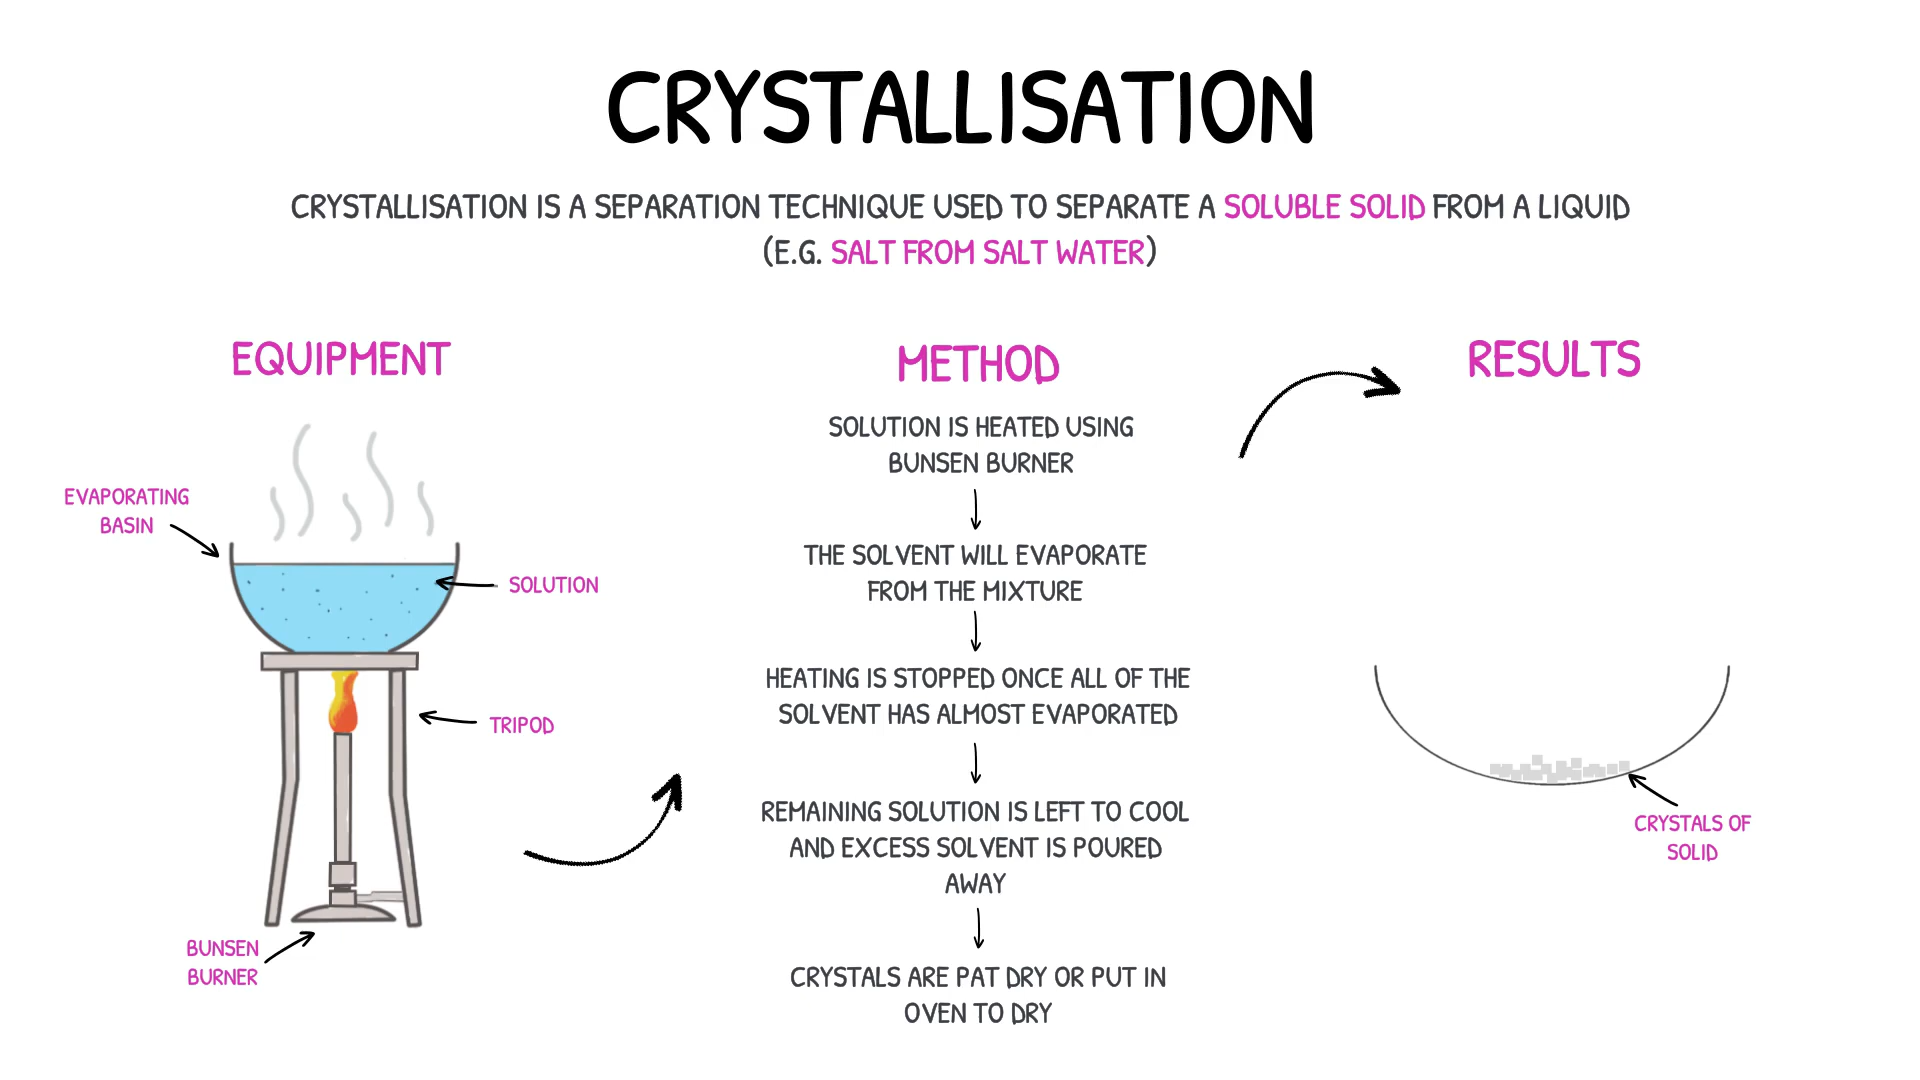 CRYSTALLISATION
CRYSTALLISATION IS A SEPARATION TECHNIQUE USED TO SEPARATE A SOLUBLE SOLID FROM A LIQUID
(E.G. SALT FROM SALT WATER)
EQUIPMENT
EVAPORATING
BASIN
SOLUTION
TRIPOD
BUNSEN
BURNER
METHOD
SOLUTION IS HEATED USING
BUNSEN BURNER
THE SOLVENT WILL EVAPORATE
FROM THE MIXTURE
HEATING IS STOPPED ONCE ALL OF THE
SOLVENT HAS ALMOST EVAPORATED
REMAINING SOLUTION IS LEFT TO COOL
AND EXCESS SOLVENT IS POURED
AWAY
CRYSTALS ARE PAT DRY OR PUT IN
OVEN TO DRY
RESULTS
CRYSTALS OF
SOLID